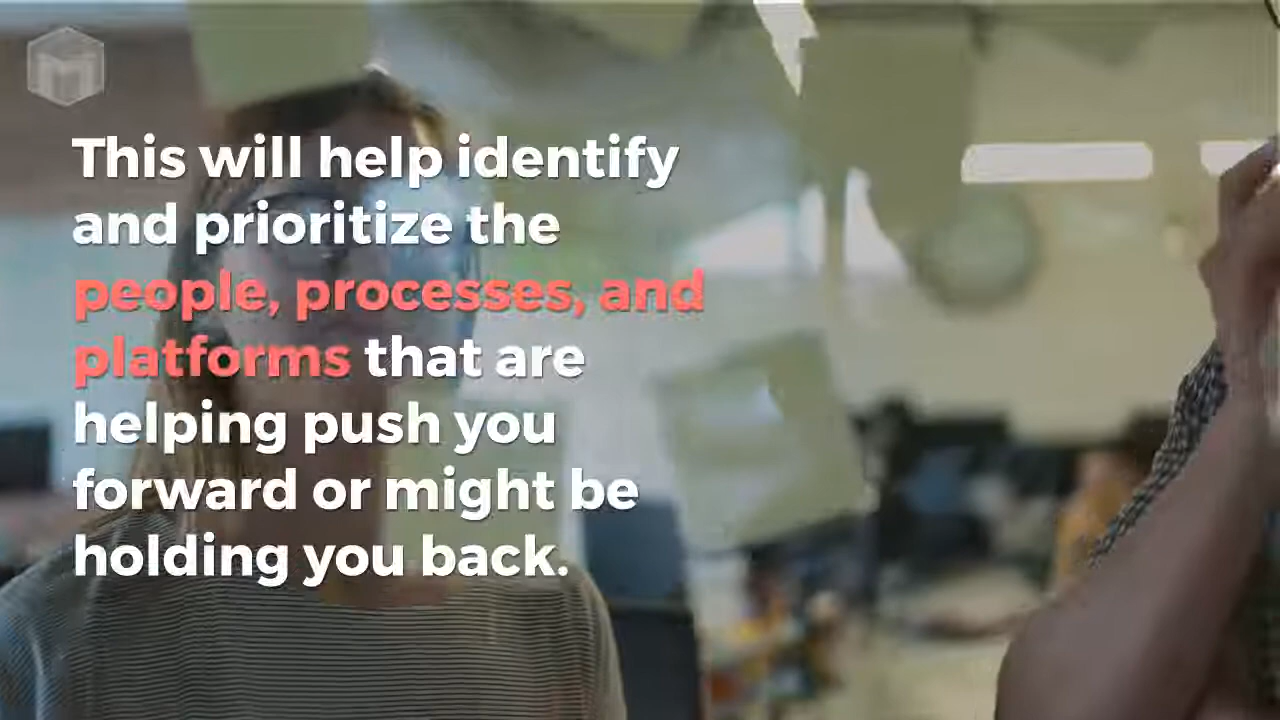 This will help identify
and prioritize the
people, processes, and
platforms that are
helping push you
forward or might be
holding you back.